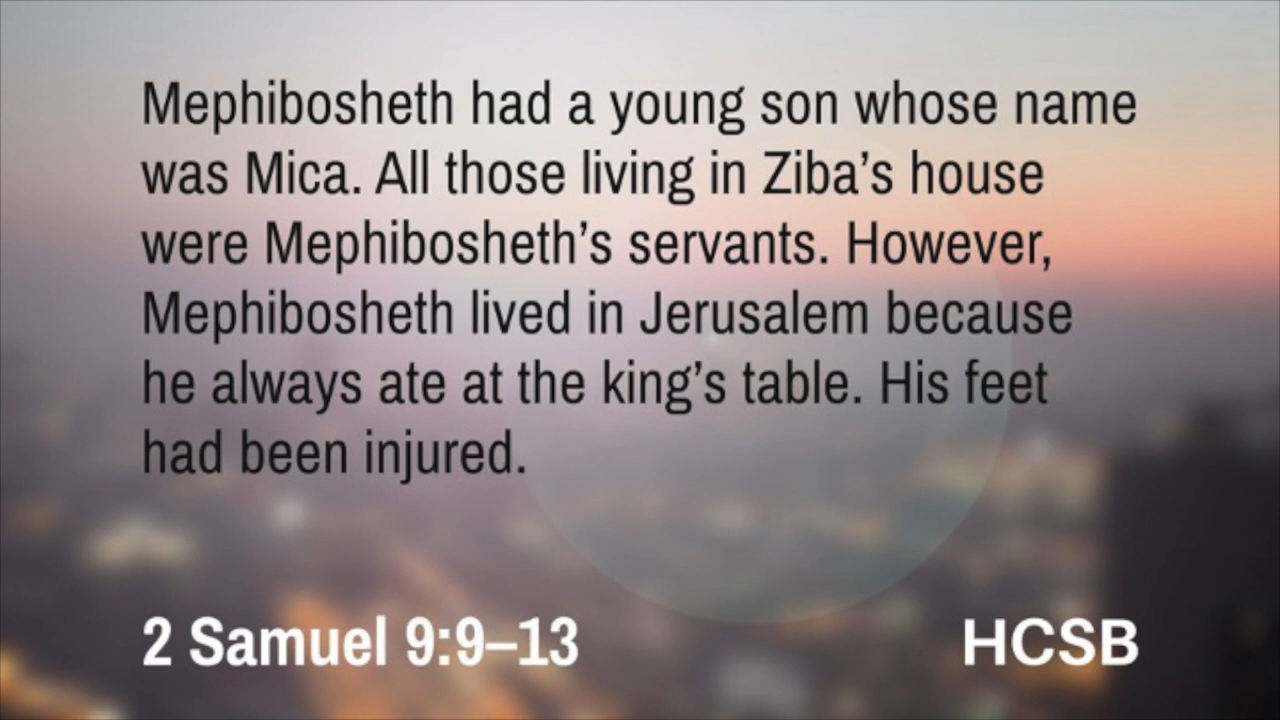 Mephibosheth had a young son whose name
was Mica. All those living in Ziba’s house
were Mephibosheth’s servants. However,
Mephibosheth lived in Jerusalem because
he always ate at the king’s table. His feet
had been injured.
2 Samuel 9:9–13
HCSB